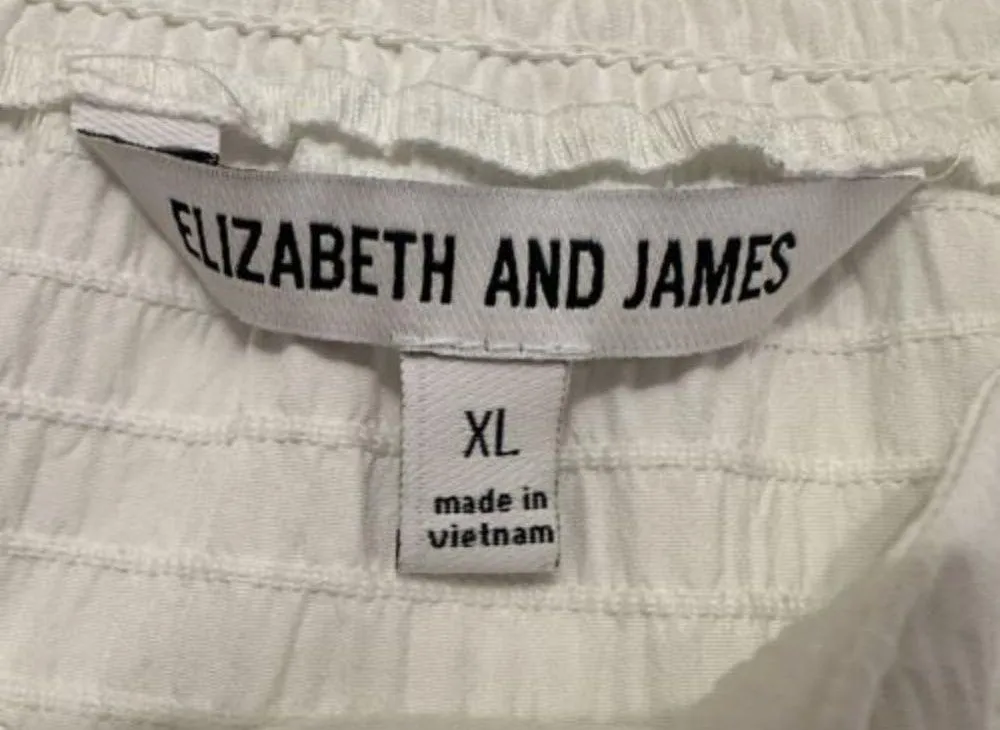 ELIZABETH AND JAMES
XL
made in
vietnam